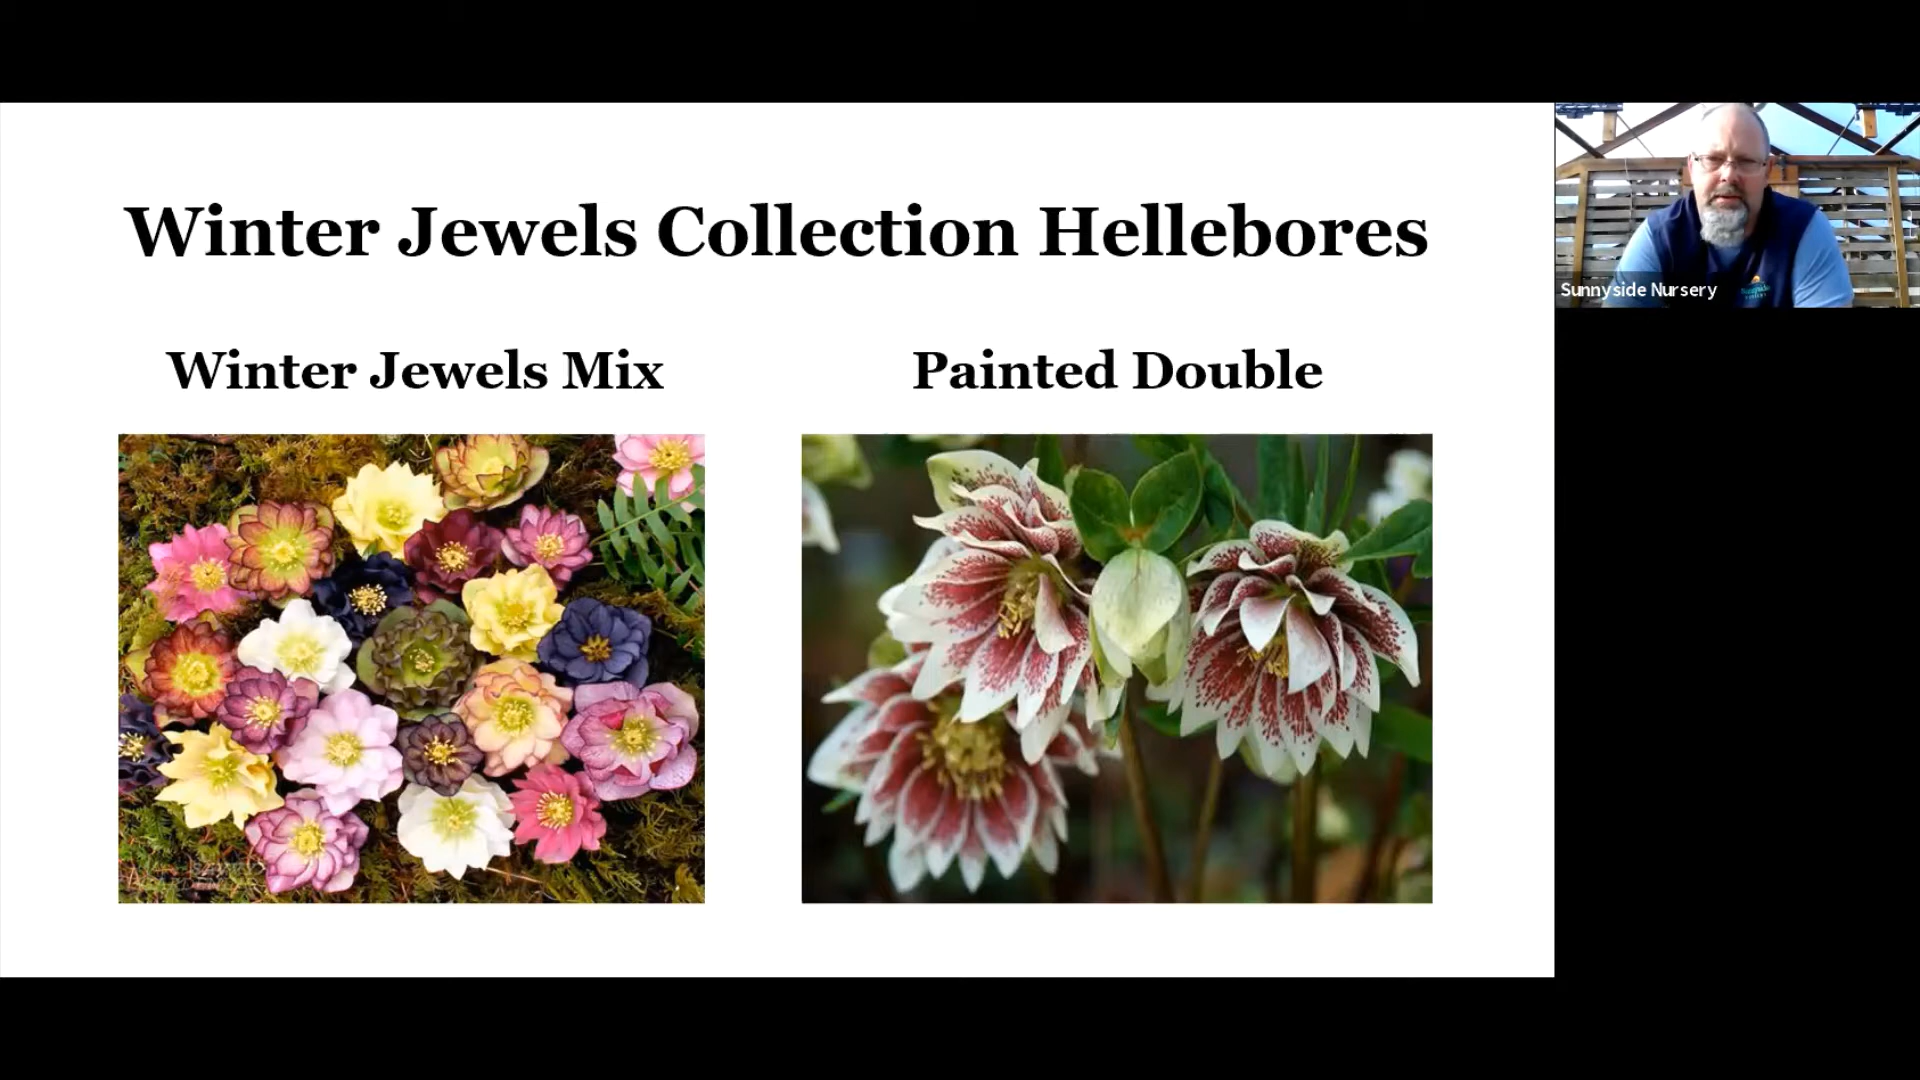 Winter Jewels Collection Hellebores
Winter Jewels Mix
Painted Double
Sunnyside Nursery